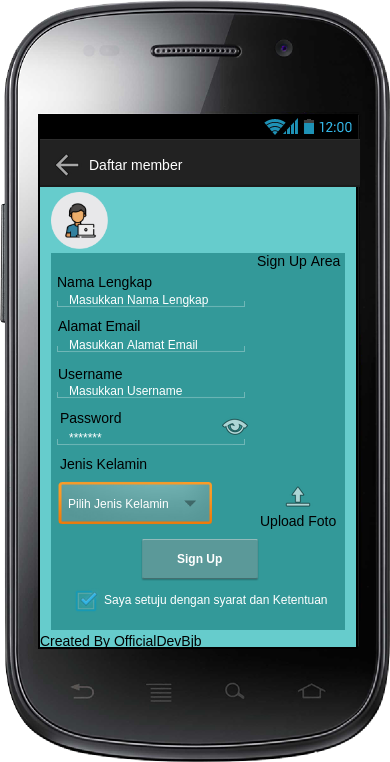 12:00
Daftar member
Sign Up Area
Nama Lengkap
Masukkan Nama Lengkap
Alamat Email
Masukkan Alamat Email
Username
Masukkan Username
Password
*******
Jenis Kelamin
Pilih Jenis Kelamin
Upload Foto
Sign Up
Saya setuju dengan syarat dan Ketentuan
Created By OfficialDevBjb